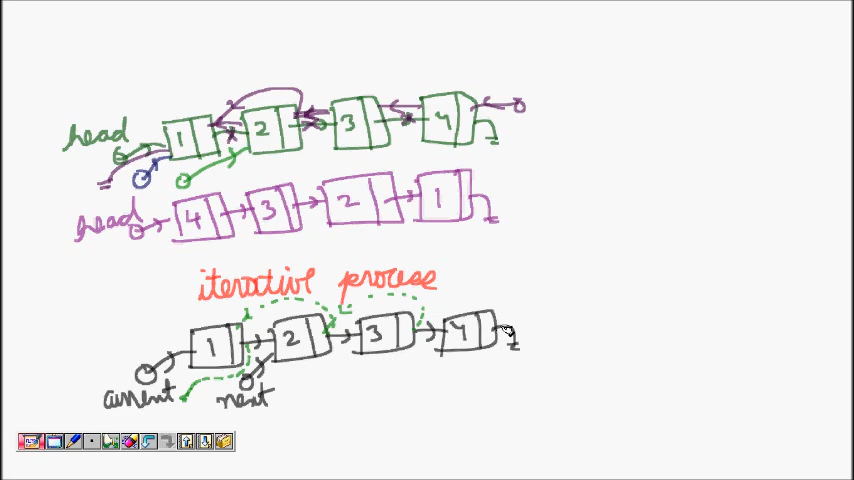 head 1 2 3 4
head 4 3 2 1
iterative process
1 2 3 4
current next